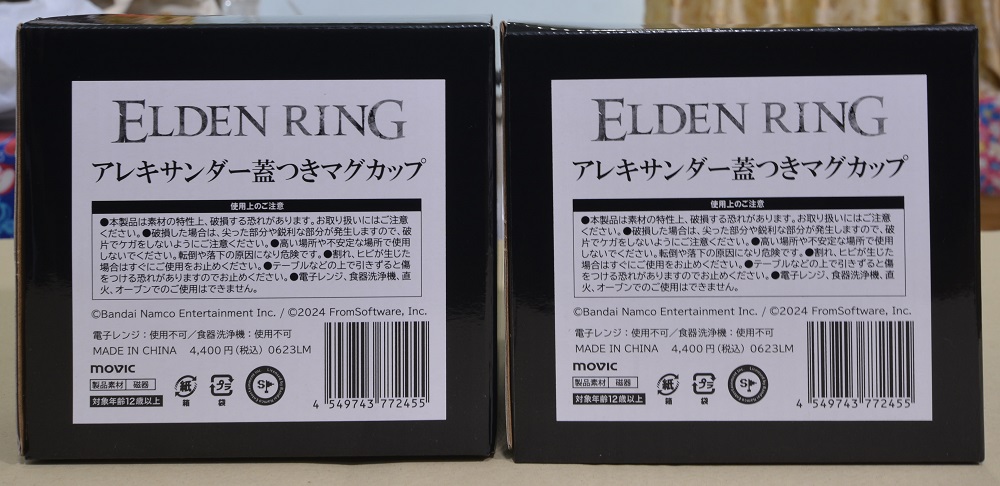 ELDEN RING
アレキサンダー蓋つきマグカップ
使用上のご注意
●本製品は素材の特性上、破損する恐れがあります。お取り扱いにはご注意
ください。●破損した場合は、尖った部分や鋭利な部分が発生しますので、破
片でケガをしないようにご注意ください。●高い場所や不安定な場所で使用
しないでください。転倒や落下の原因になり危険です。●割れ、ヒビが生じた
場合はすぐにご使用をお止めください。●テーブルなどの上で引きずると傷
をつける恐れがありますのでお止めください。●電子レンジ、食器洗浄機、直
火、オーブンでのご使用はできません。
©Bandai Namco Entertainment Inc. / ©2024 FromSoftware, Inc.
電子レンジ:使用不可/食器洗浄機:使用不可
MADE IN CHINA 4,400円(税込) 0623LM
movic
製品素材 磁器
対象年齢12歳以上
紙
箱
プラ
袋
S
4 549743 772455
ELDEN RING
アレキサンダー蓋つきマグカップ
使用上のご注意
●本製品は素材の特性上、破損する恐れがあります。お取り扱いにはご注意
ください。●破損した場合は、尖った部分や鋭利な部分が発生しますので、破
片でケガをしないようにご注意ください。●高い場所や不安定な場所で使用
しないでください。転倒や落下の原因になり危険です。●割れ、ヒビが生じた
場合はすぐにご使用をお止めください。●テーブルなどの上で引きずると傷
をつける恐れがありますのでお止めください。●電子レンジ、食器洗浄機、直
火、オーブンでのご使用はできません。
©Bandai Namco Entertainment Inc. / ©2024 FromSoftware, Inc.
電子レンジ:使用不可/食器洗浄機:使用不可
MADE IN CHINA 4,400円(税込) 0623LM
movic
製品素材 磁器
対象年齢12歳以上
紙
箱
プラ
袋
S
4 549743 772455